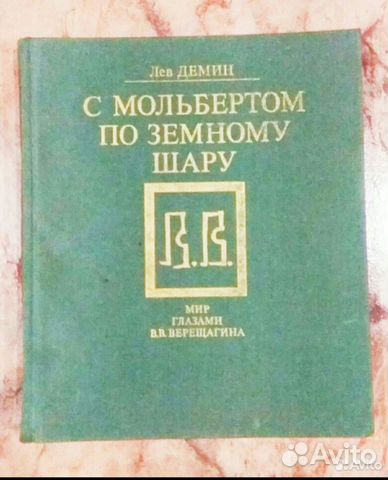 Лев ДЕМИН
С МОЛЬБЕРТОМ
ПО ЗЕМНОМУ
ШАРУ
В.В.
МИР
ГЛАЗАМИ
В.В. ВЕРЕЩАГИНА
Avito